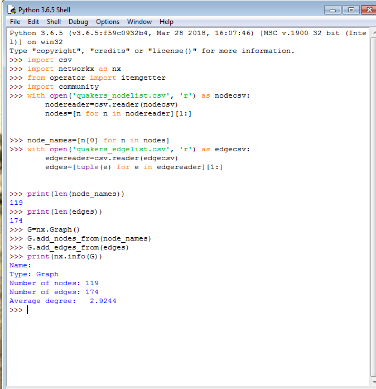 Python 3.6.5 Shell
File Edit Shell Debug Options Window Help
Python 3.6.5 (v3.6.5:f59c0932b4, Mar 28 2018, 16:07:46) [MSC v.1900 32 bit (Inte
l)] on win32
Type "copyright", "credits" or "license()" for more information.
>>> import csv
>>> import networkx as nx
>>> from operator import itemgetter
>>> import community
>>> with open('quakers_nodelist.csv', 'r') as nodecsv:
nodereader=csv.reader(nodecsv)
nodes=[n for n in nodereader][1:]
>>> node_names=[n[0] for n in nodes]
>>> with open('quakers_edgelist.csv', 'r') as edgecsv:
edgereader=csv.reader(edgecsv)
edges=[tuple(e) for e in edgereader][1:]
>>> print(len(node_names))
119
>>> print(len(edges))
174
>>> G=nx.Graph()
>>> G.add_nodes_from(node_names)
>>> G.add_edges_from(edges)
>>> print(nx.info(G))
Name:
Type: Graph
Number of nodes: 119
Number of edges: 174
Average degree: 2.9244
>>>